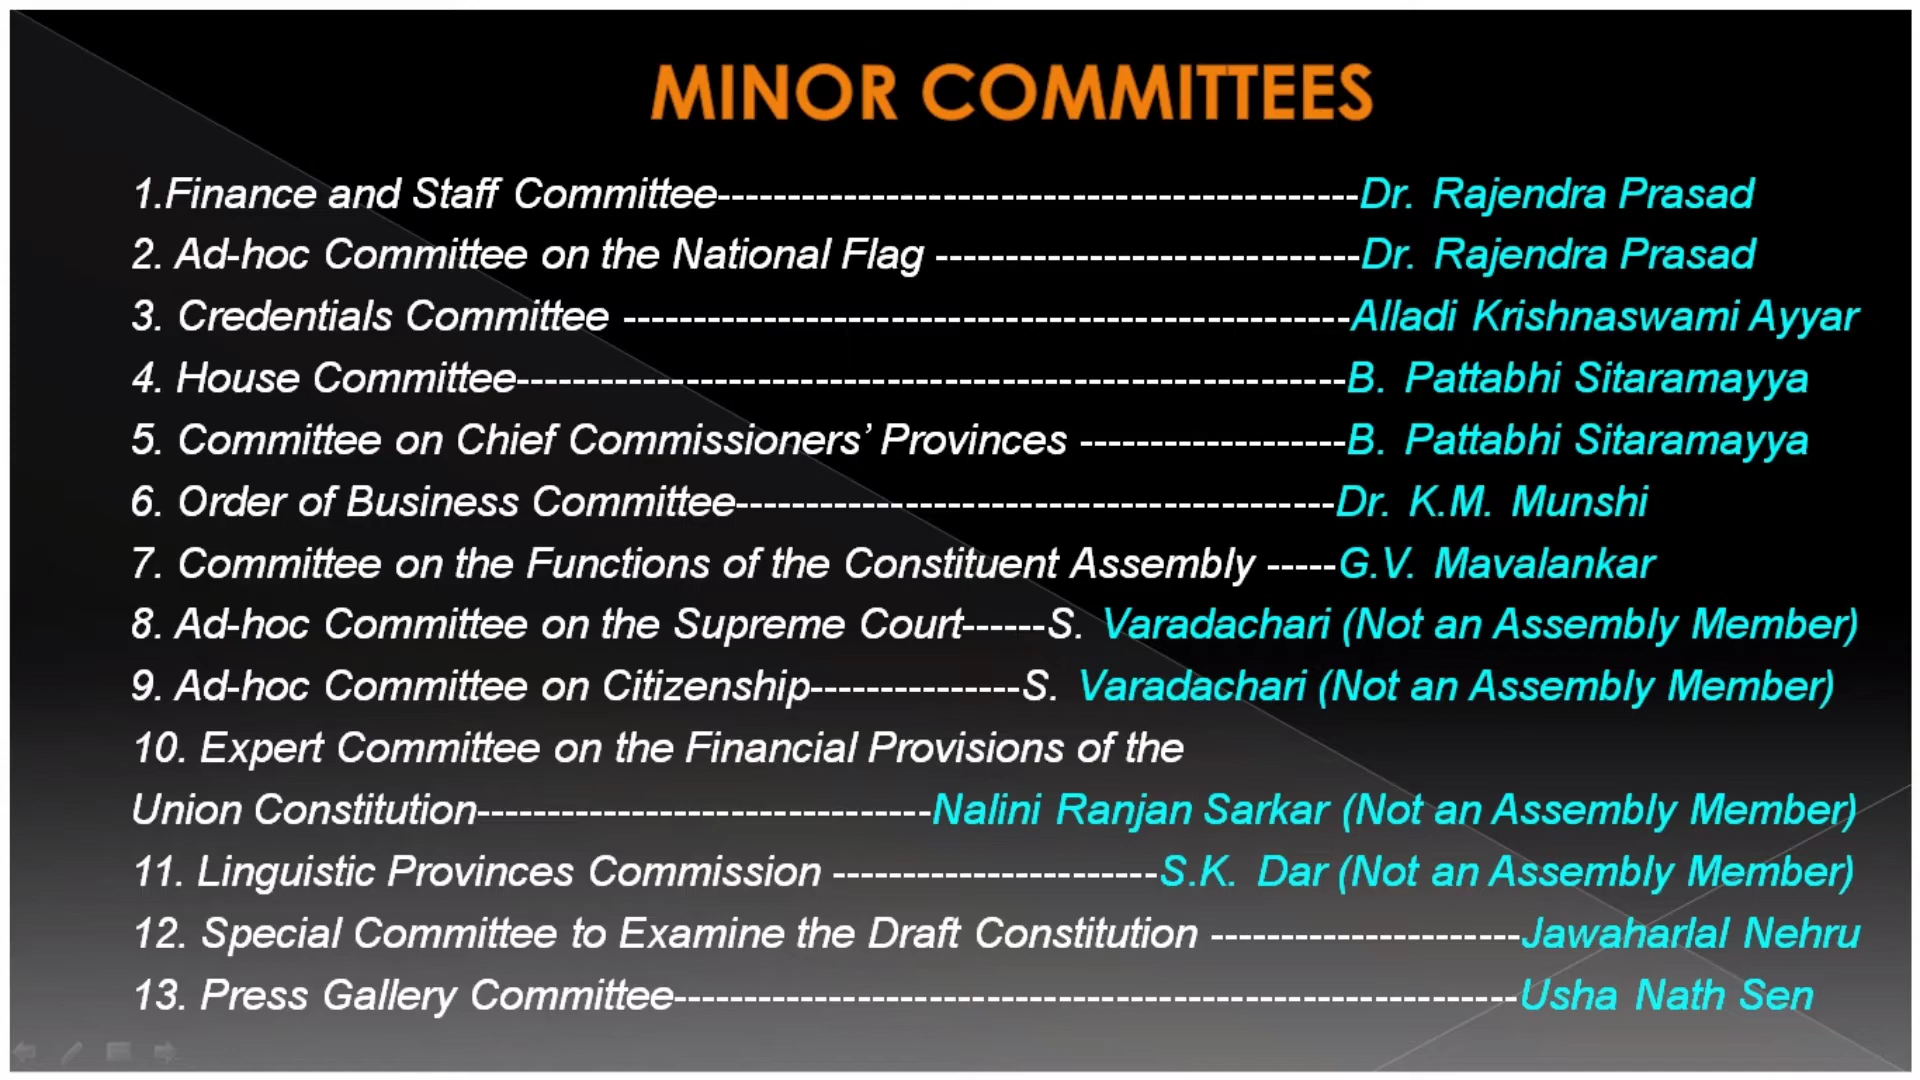 MINOR COMMITTEES
1.Finance and Staff Committee----------------------------------------------Dr. Rajendra Prasad
2. Ad-hoc Committee on the National Flag ------------------------------Dr. Rajendra Prasad
3. Credentials Committee ----------------------------------------------------Alladi Krishnaswami Ayyar
4. House Committee-----------------------------------------------------------B. Pattabhi Sitaramayya
5. Committee on Chief Commissioners’ Provinces -------------------B. Pattabhi Sitaramayya
6. Order of Business Committee-------------------------------------------Dr. K.M. Munshi
7. Committee on the Functions of the Constituent Assembly -----G.V. Mavalankar
8. Ad-hoc Committee on the Supreme Court------S. Varadachari (Not an Assembly Member)
9. Ad-hoc Committee on Citizenship---------------S. Varadachari (Not an Assembly Member)
10. Expert Committee on the Financial Provisions of the
Union Constitution--------------------------------Nalini Ranjan Sarkar (Not an Assembly Member)
11. Linguistic Provinces Commission -----------------------S.K. Dar (Not an Assembly Member)
12. Special Committee to Examine the Draft Constitution ----------------------Jawaharlal Nehru
13. Press Gallery Committee------------------------------------------------------------Usha Nath Sen